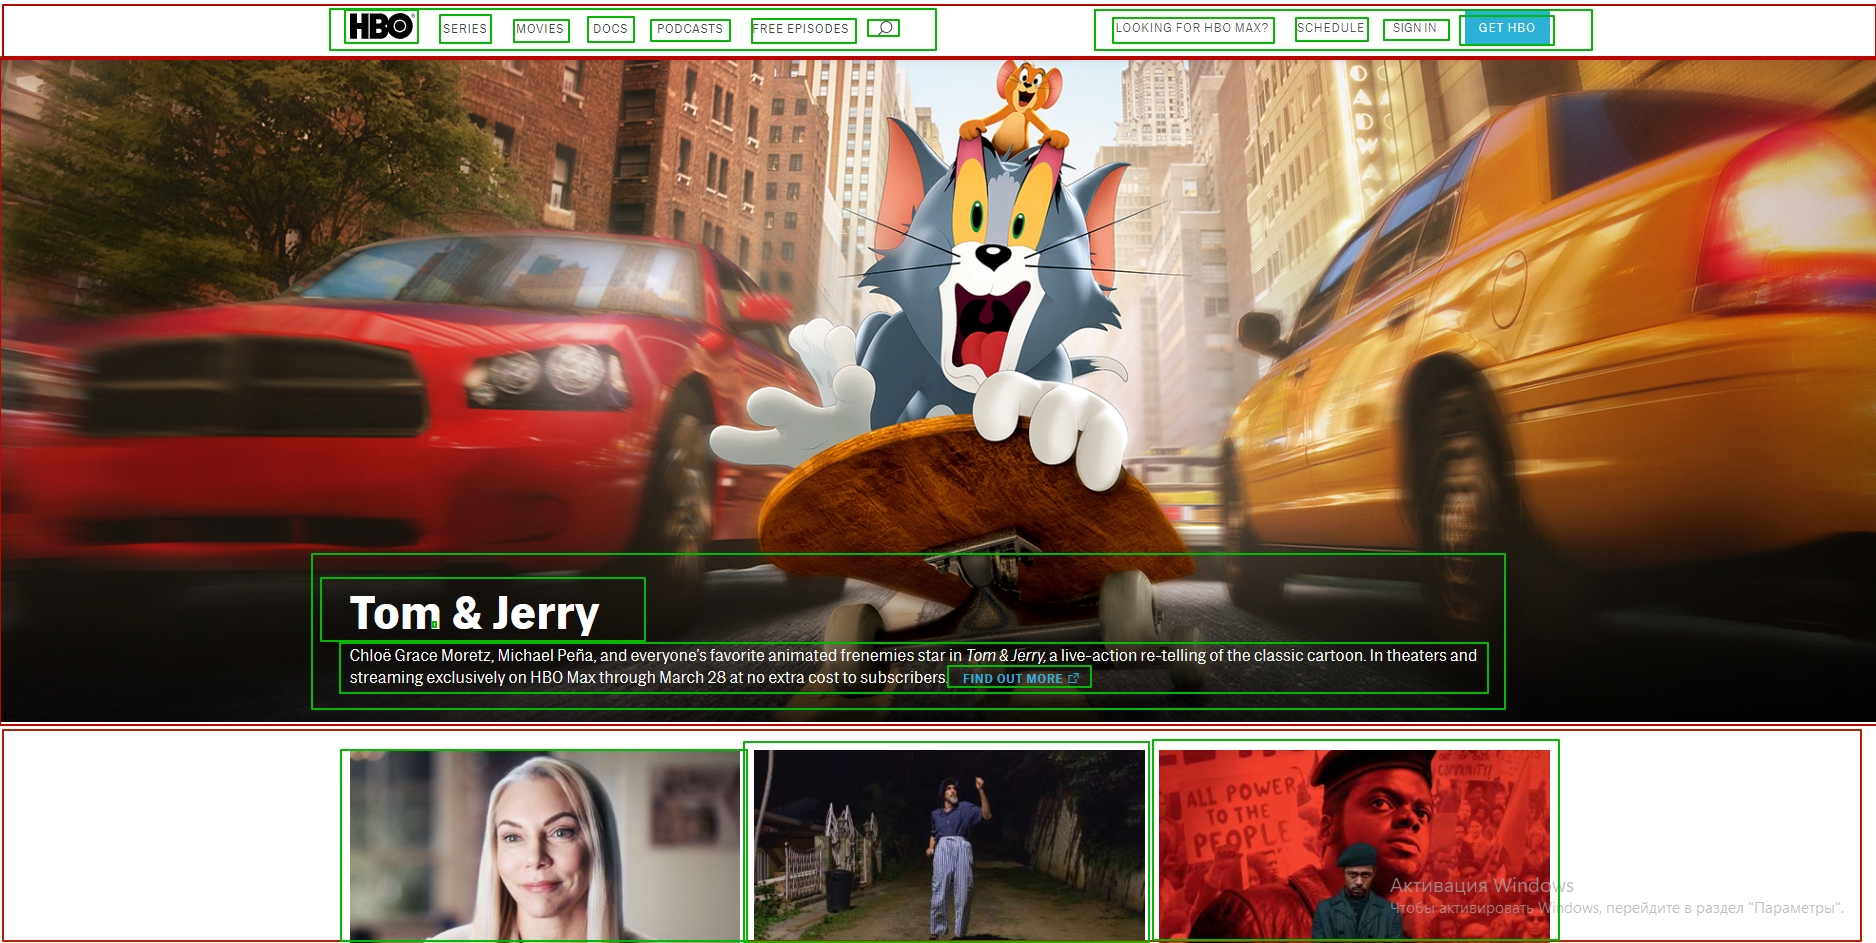 HBO SERIES MOVIES DOCS PODCASTS FREE EPISODES LOOKING FOR HBO MAX? SCHEDULE SIGN IN GET HBO
OADWAY
Tom & Jerry
Chloë Grace Moretz, Michael Peña, and everyone's favorite animated frenemies star in Tom & Jerry, a live-action re-telling of the classic cartoon. In theaters and
streaming exclusively on HBO Max through March 28 at no extra cost to subscribers. FIND OUT MORE
ALL POWER
TO THE
PEOPLE
COMMUNITY!
Активация Windows
Чтобы активировать Windows, перейдите в раздел "Параметры".